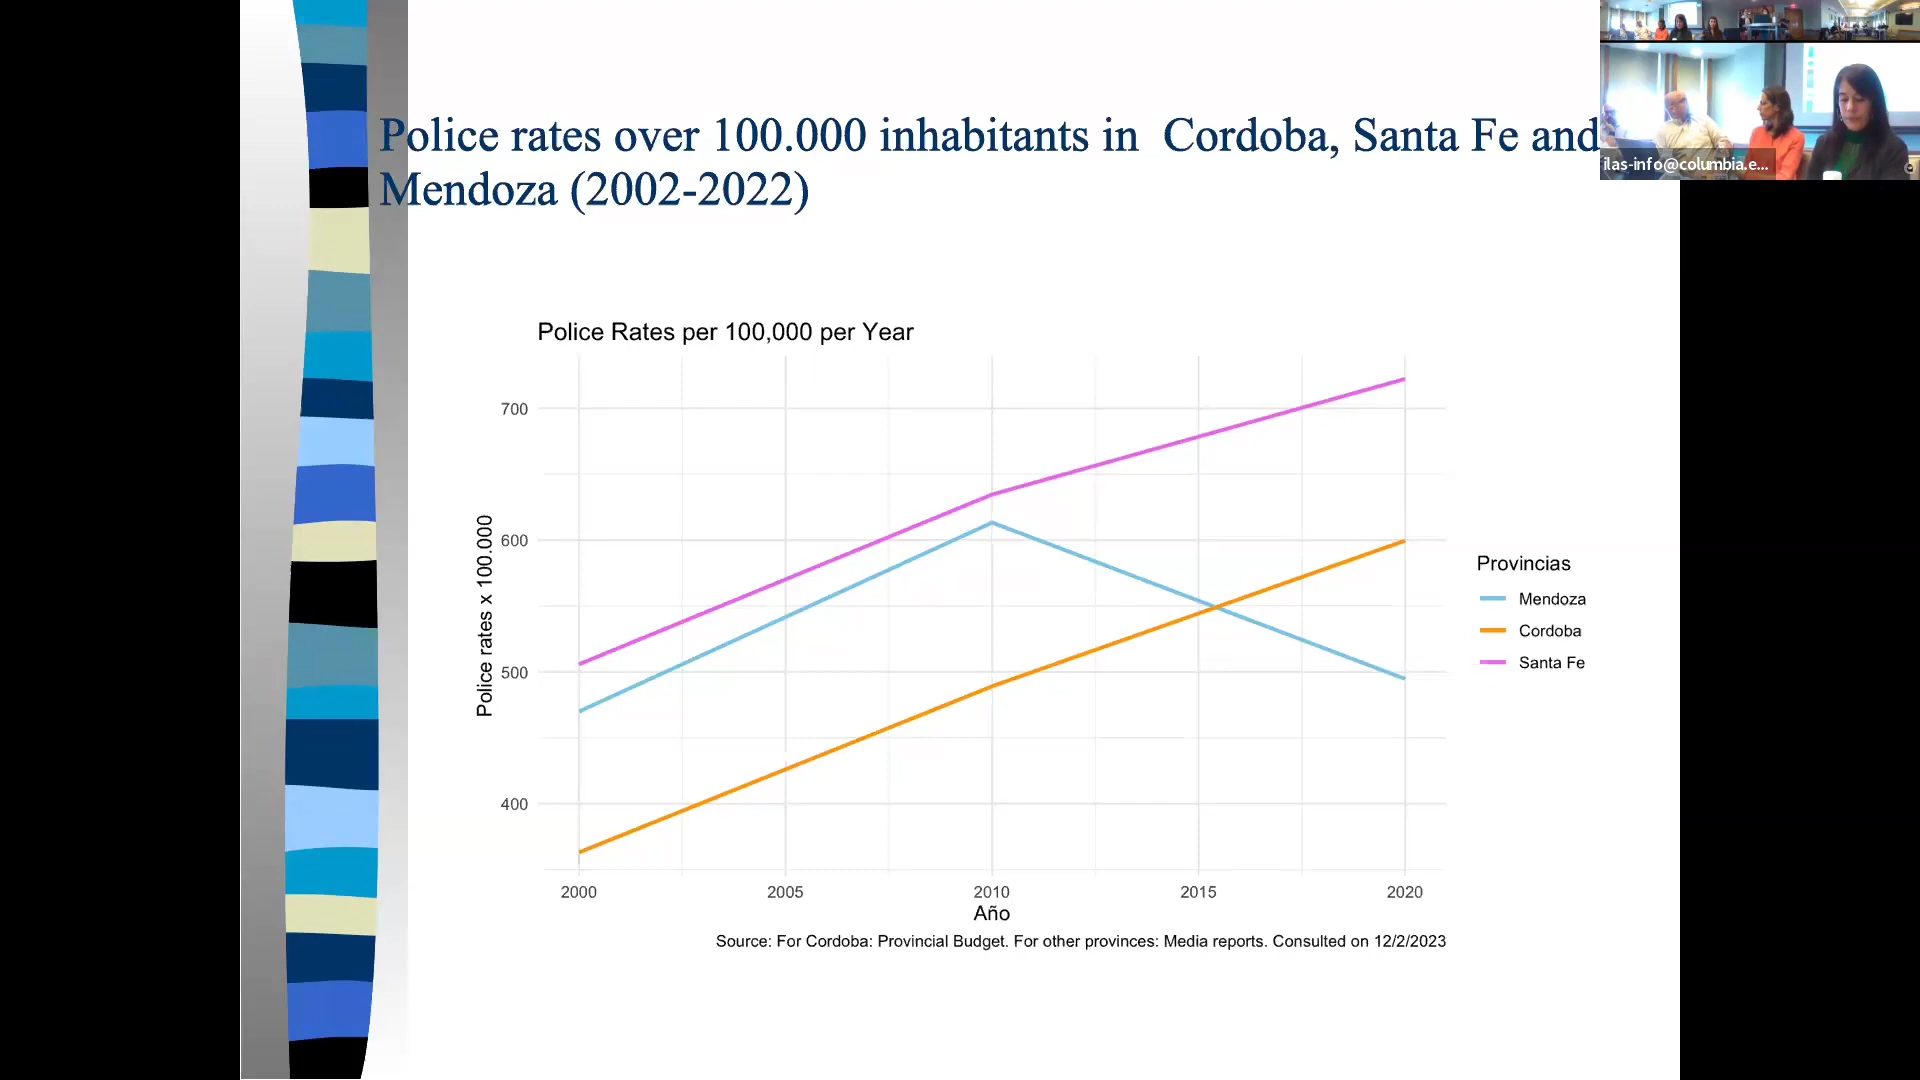 Police rates over 100.000 inhabitants in Cordoba, Santa Fe and
Mendoza (2002-2022)
ilas-info@columbia.e...
Police Rates per 100,000 per Year
Police rates x 100.000
700
600
500
400
2000 2005 2010 2015 2020
Año
Provincias
Mendoza
Cordoba
Santa Fe
Source: For Cordoba: Provincial Budget. For other provinces: Media reports. Consulted on 12/2/2023